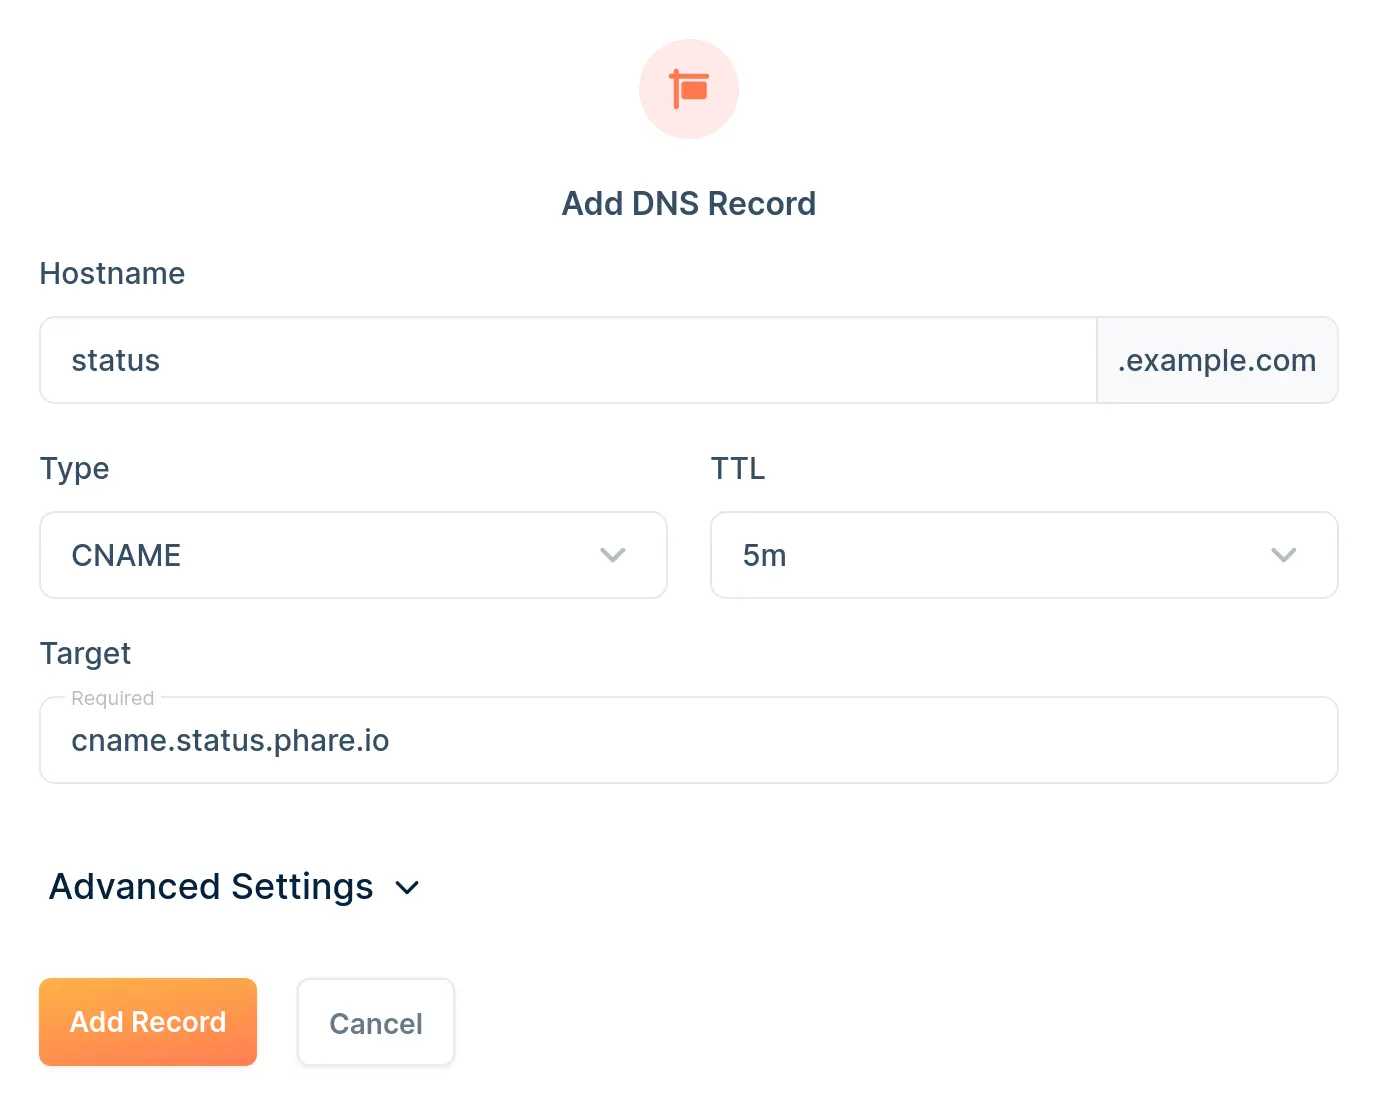 Add DNS Record
Hostname
status .example.com
Type TTL
CNAME 5m
Target
Required
cname.status.phare.io
Advanced Settings
Add Record Cancel